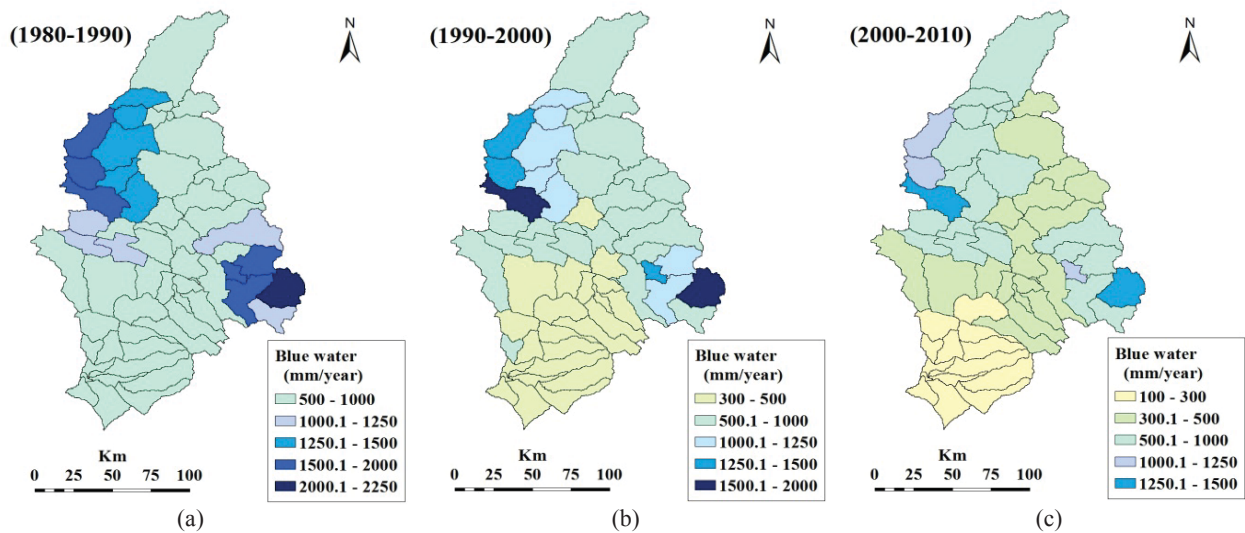 (1980-1990)
N
Blue water
(mm/year)
500 - 1000
1000.1 - 1250
1250.1 - 1500
1500.1 - 2000
2000.1 - 2250
Km
0 25 50 75 100
(a)
(1990-2000)
N
Blue water
(mm/year)
300 - 500
500.1 - 1000
1000.1 - 1250
1250.1 - 1500
1500.1 - 2000
Km
0 25 50 75 100
(b)
(2000-2010)
N
Blue water
(mm/year)
100 - 300
300.1 - 500
500.1 - 1000
1000.1 - 1250
1250.1 - 1500
Km
0 25 50 75 100
(c)